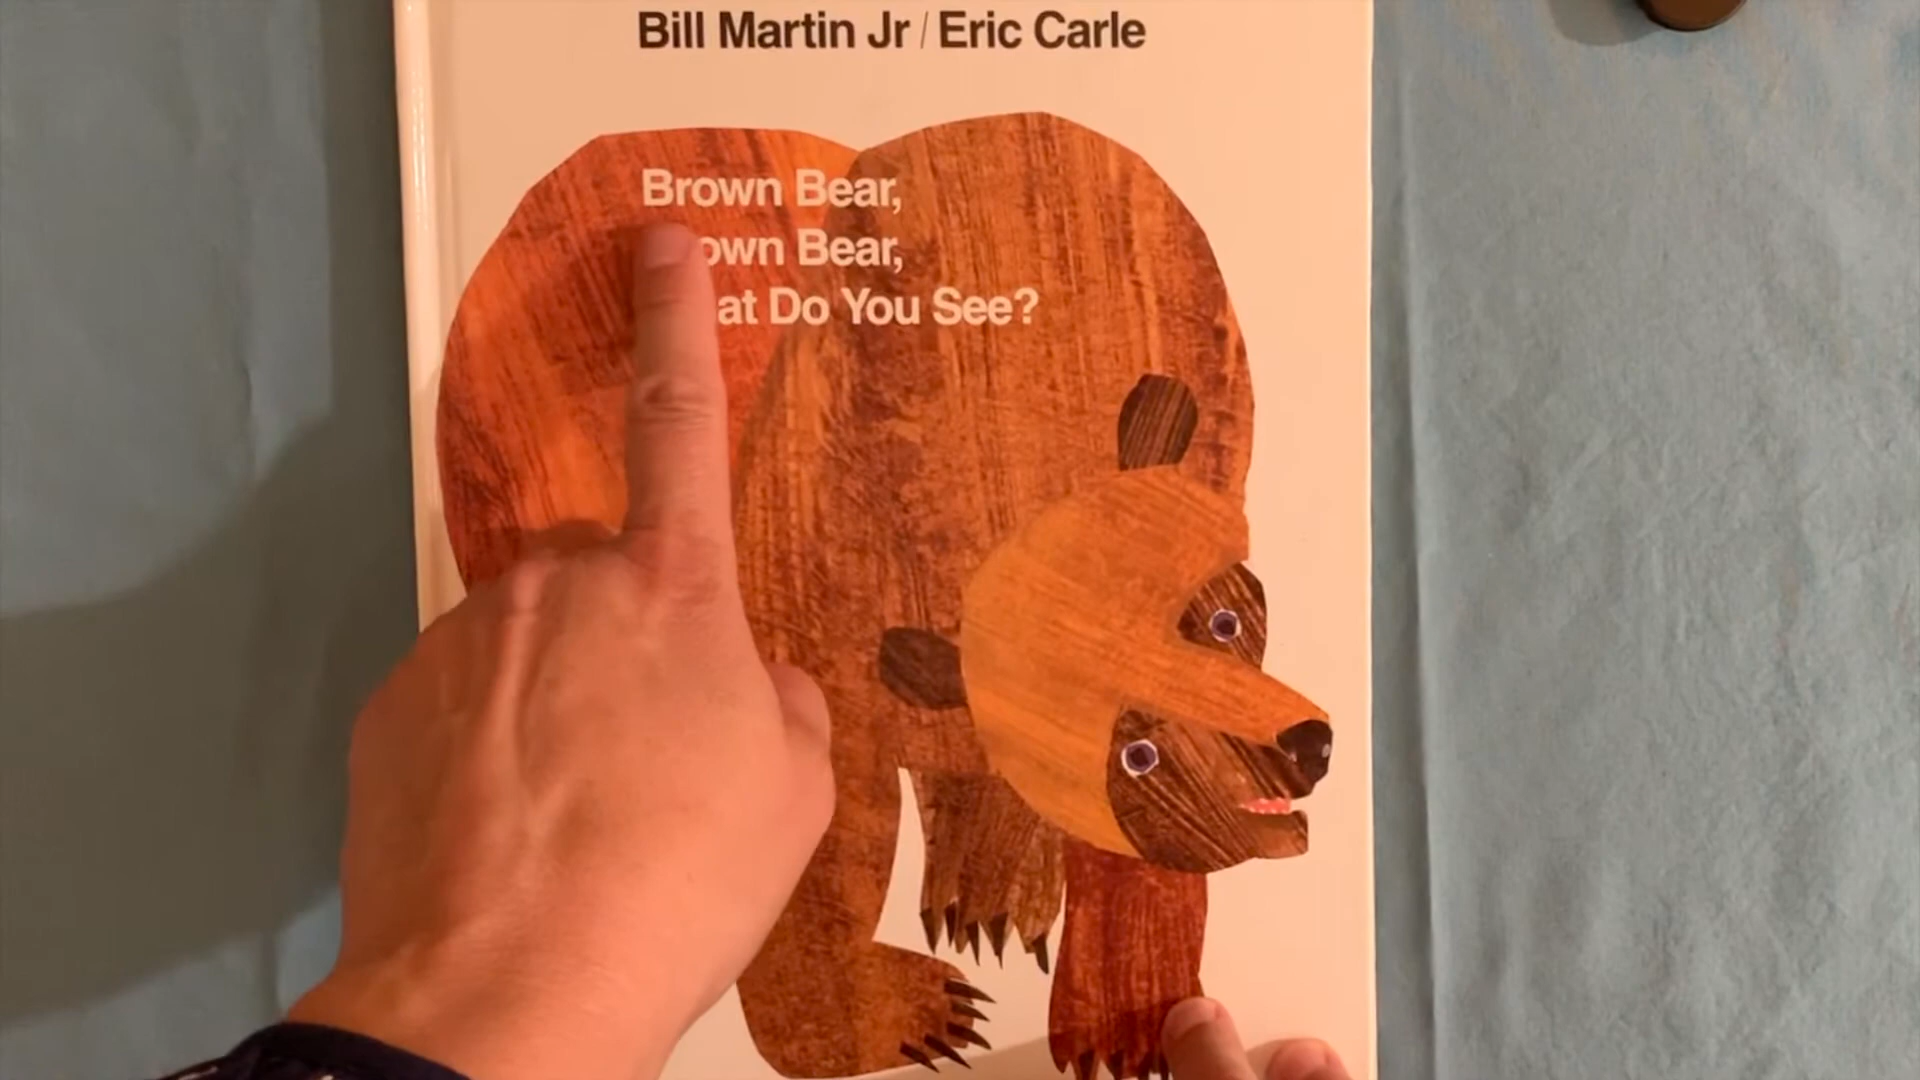 Bill Martin Jr / Eric Carle
Brown Bear,
own Bear,
at Do You See?